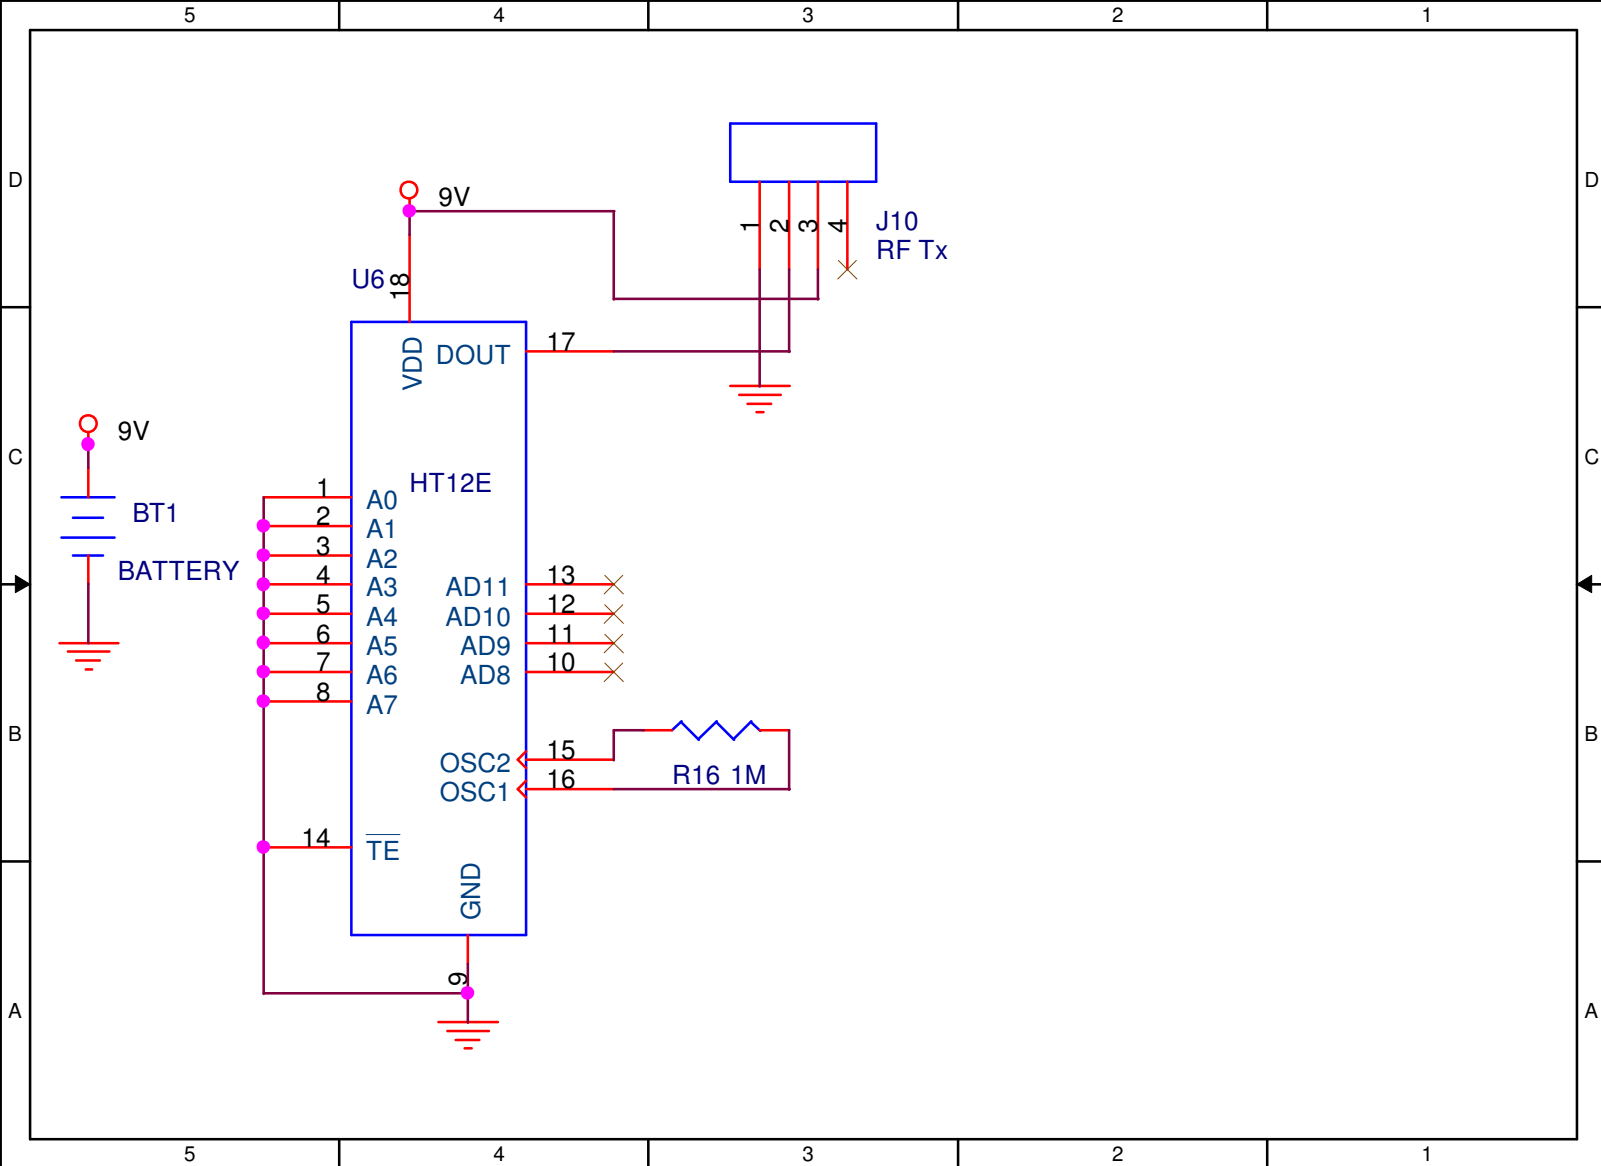 5 4 3 2 1
D D
9V
1 2 3 4
J10
RF Tx
U6
18
VDD
DOUT
17
9V
C C
HT12E
BT1
BATTERY
1 A0
2 A1
3 A2
4 A3
5 A4
6 A5
7 A6
8 A7
AD11 13
AD10 12
AD9 11
AD8 10
B B
OSC2 15
OSC1 16
R16 1M
14 TE
GND
9
A A
5 4 3 2 1